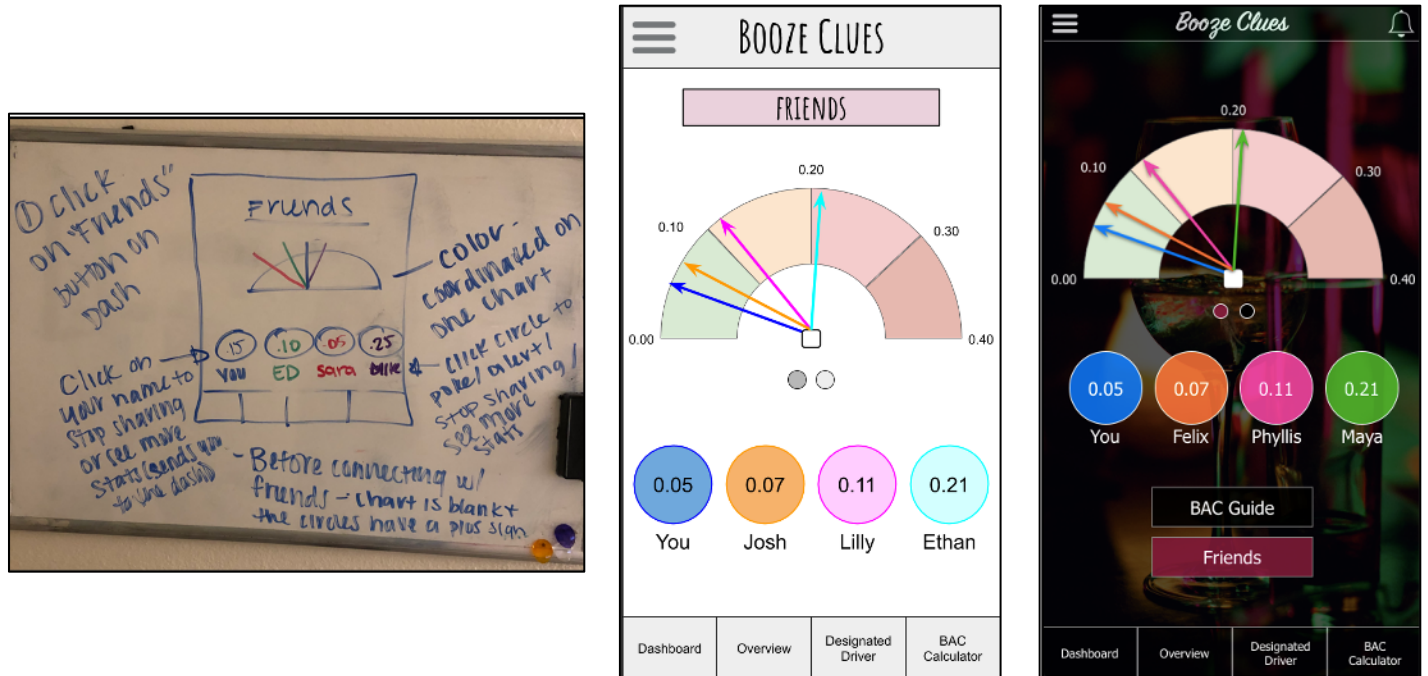 ① Click
on "Friends"
button on
dash
Friends
color-
coordinated on
one chart
.15
.10
.05
.25
You
ED
Sara
Click on
your name to
stop sharing
or see more
stats (sends you
to the dash)
Click circle to
poke/alert/
stop sharing/
see more
stats
- Before connecting w/
friends - chart is blank +
the circles have a plus sign
BOOZE CLUES
FRIENDS
0.20
0.10
0.30
0.00
0.40
0.05
0.07
0.11
0.21
You
Josh
Lilly
Ethan
Dashboard
Overview
Designated
Driver
BAC
Calculator
Booze Clues
0.20
0.10
0.30
0.00
0.40
0.05
0.07
0.11
0.21
You
Felix
Phyllis
Maya
BAC Guide
Friends
Dashboard
Overview
Designated
Driver
BAC
Calculator